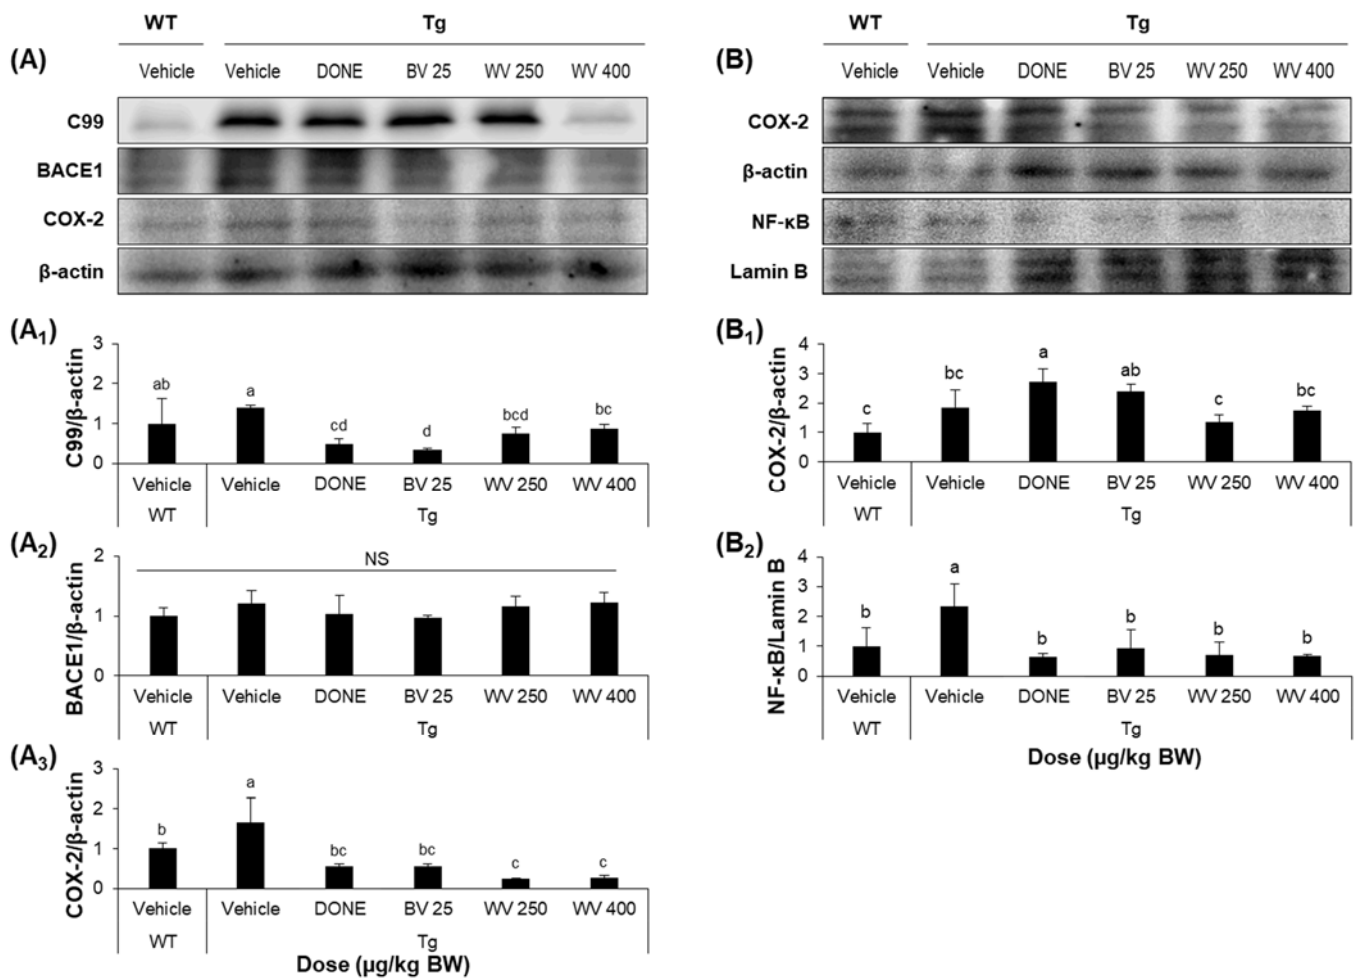 WT Tg
(A) Vehicle Vehicle DONE BV 25 WV 250 WV 400
C99
BACE1
COX-2
β-actin
(A1)
C99/β-actin
3
2
1
0
ab a cd d bcd bc
Vehicle Vehicle DONE BV 25 WV 250 WV 400
WT Tg
(A2)
BACE1/β-actin
2
1
0
NS
Vehicle Vehicle DONE BV 25 WV 250 WV 400
WT Tg
(A3)
COX-2/β-actin
3
2
1
0
b a bc bc c c
Vehicle Vehicle DONE BV 25 WV 250 WV 400
WT Tg
Dose (μg/kg BW)
WT Tg
(B) Vehicle Vehicle DONE BV 25 WV 250 WV 400
COX-2
β-actin
NF-κB
Lamin B
(B1)
COX-2/β-actin
4
3
2
1
0
c bc a ab c bc
Vehicle Vehicle DONE BV 25 WV 250 WV 400
WT Tg
(B2)
NF-κB/Lamin B
4
3
2
1
0
b a b b b b
Vehicle Vehicle DONE BV 25 WV 250 WV 400
WT Tg
Dose (μg/kg BW)